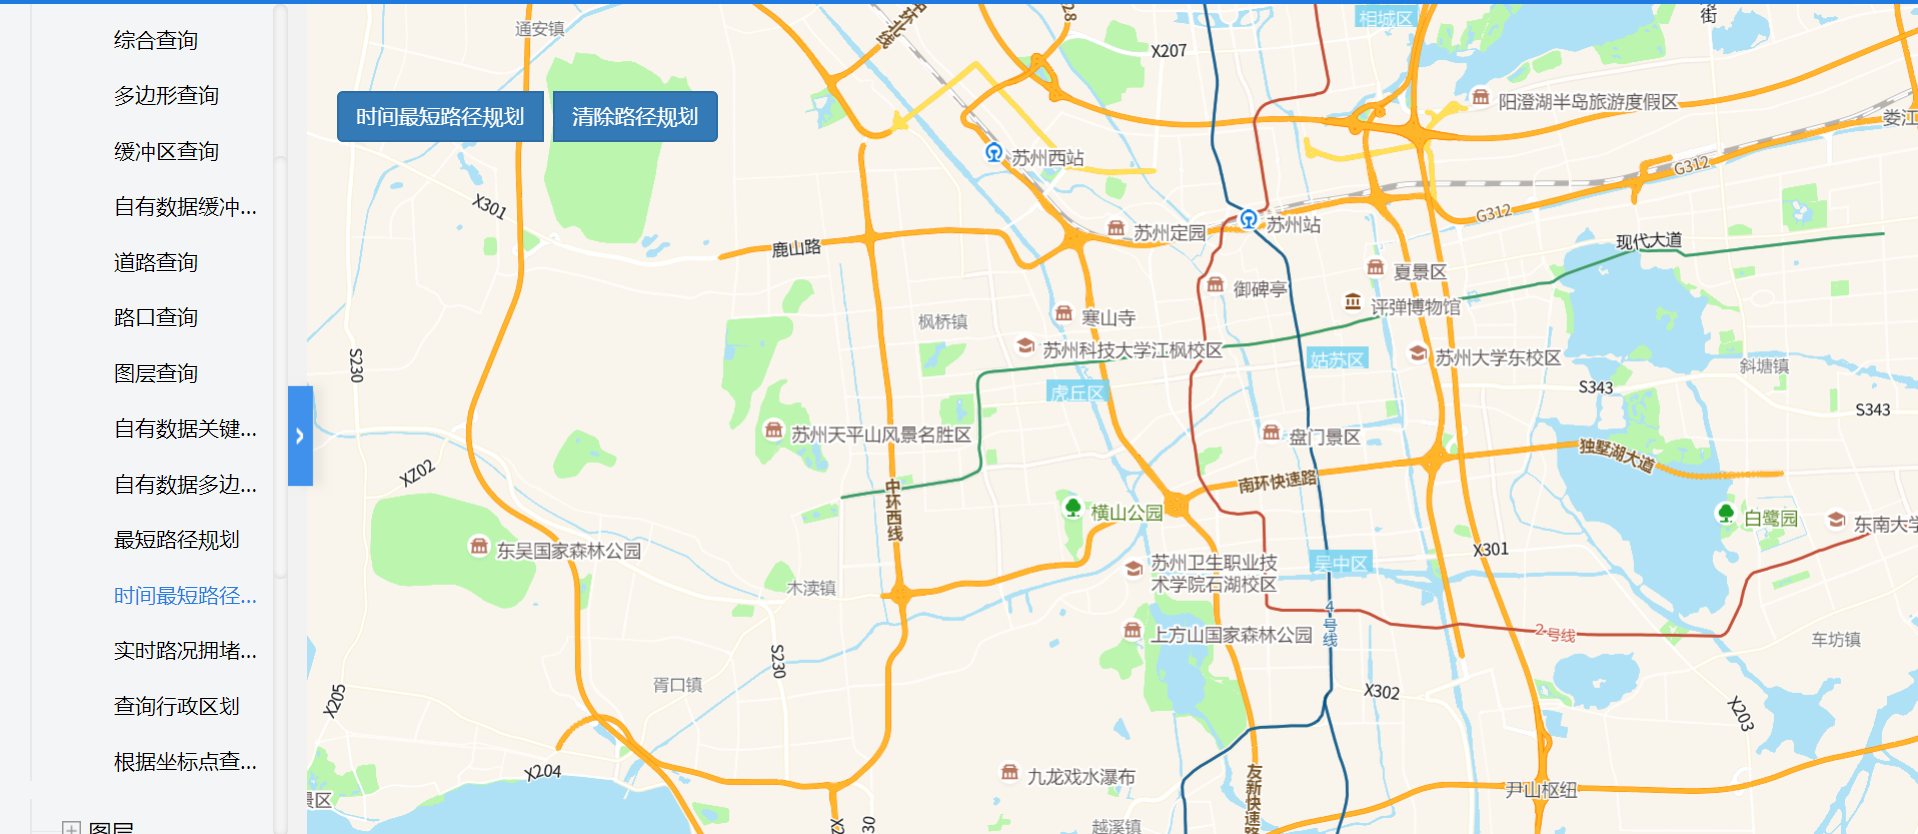 综合查询
多边形查询
缓冲区查询
自有数据缓冲...
道路查询
路口查询
图层查询
自有数据关键...
自有数据多边...
最短路径规划
时间最短路径...
实时路况拥堵...
查询行政区划
根据坐标点查...
图层
时间最短路径规划
清除路径规划
通安镇
中环北线
28
X207
相城区
街
阳澄湖半岛旅游度假区
娄江
苏州西站
G312
X301
G312
苏州定园
苏州站
鹿山路
现代大道
夏景区
御碑亭
评弹博物馆
枫桥镇
寒山寺
苏州科技大学江枫校区
姑苏区
苏州大学东校区
S230
斜塘镇
虎丘区
S343
S343
苏州天平山风景名胜区
盘门景区
独墅湖大道
XZ02
南环快速路
中环西线
横山公园
白鹭园
东南大学
东吴国家森林公园
X301
苏州卫生职业技
术学院石湖校区
吴中区
木渎镇
4号线
上方山国家森林公园
2号线
车坊镇
S230
胥口镇
X205
X302
X203
X204
九龙戏水瀑布
友新快速路
尹山枢纽
景区
越溪镇
XZ
30